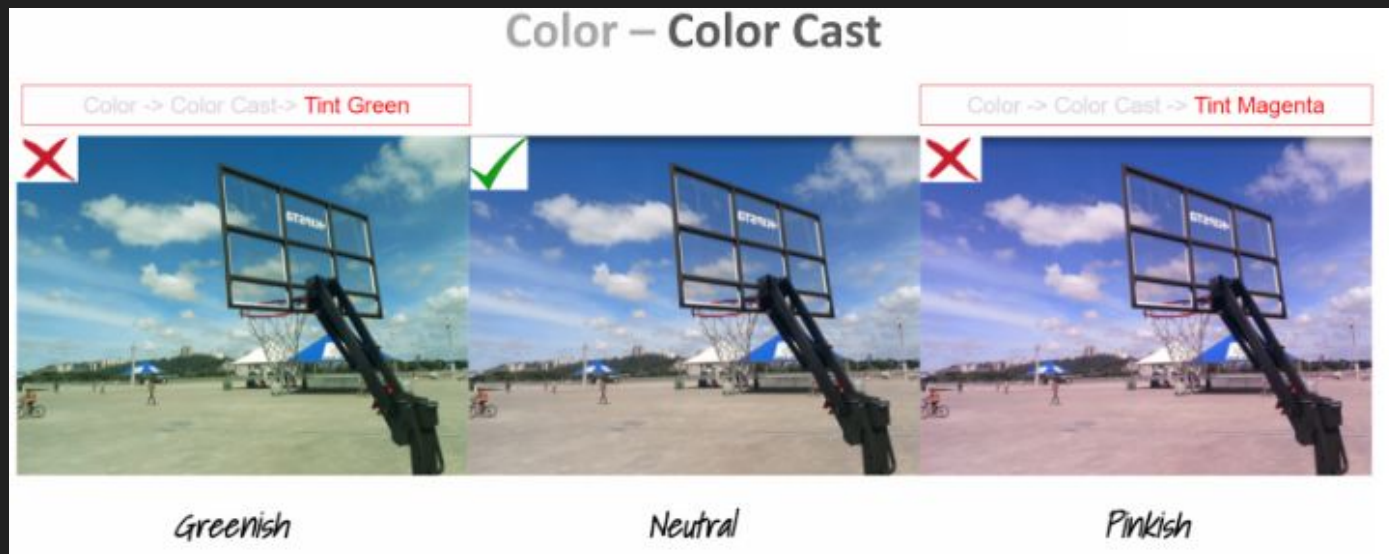 Color – Color Cast
Color -> Color Cast-> Tint Green
Color -> Color Cast -> Tint Magenta
Greenish
Neutral
Pinkish